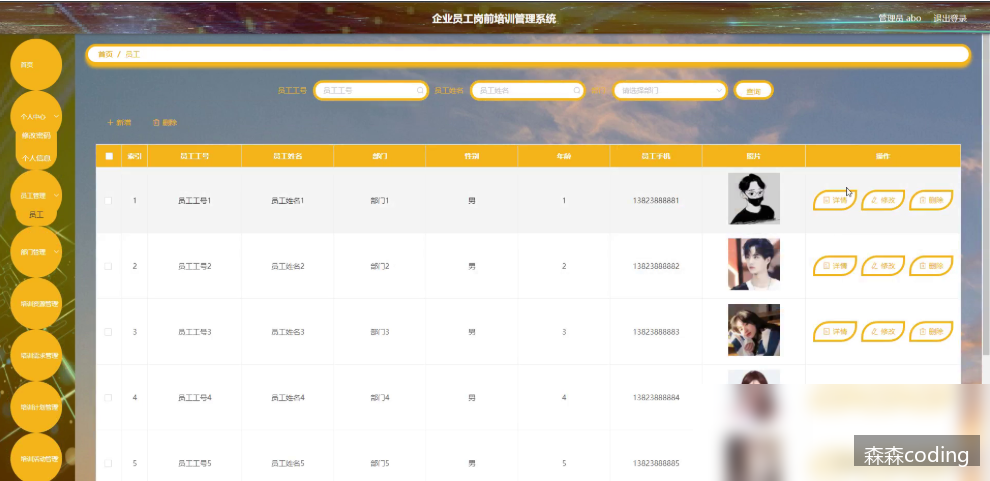 企业员工岗前培训管理系统
管理员 abo 退出登录
首页
个人中心
修改密码
个人信息
员工管理
员工
部门管理
培训资源管理
培训需求管理
培训计划管理
培训活动管理
首页 / 员工
员工工号 员工工号 员工姓名 员工姓名 部门 请选择部门 查询
+ 新增 删除
索引 员工工号 员工姓名 部门 性别 年龄 员工手机 照片 操作
1 员工工号1 员工姓名1 部门1 男 1 13823888881 详情 修改 删除
2 员工工号2 员工姓名2 部门2 男 2 13823888882 详情 修改 删除
3 员工工号3 员工姓名3 部门3 男 3 13823888883 详情 修改 删除
4 员工工号4 员工姓名4 部门4 男 4 13823888884
5 员工工号5 员工姓名5 部门5 男 5 13823888885
森森coding